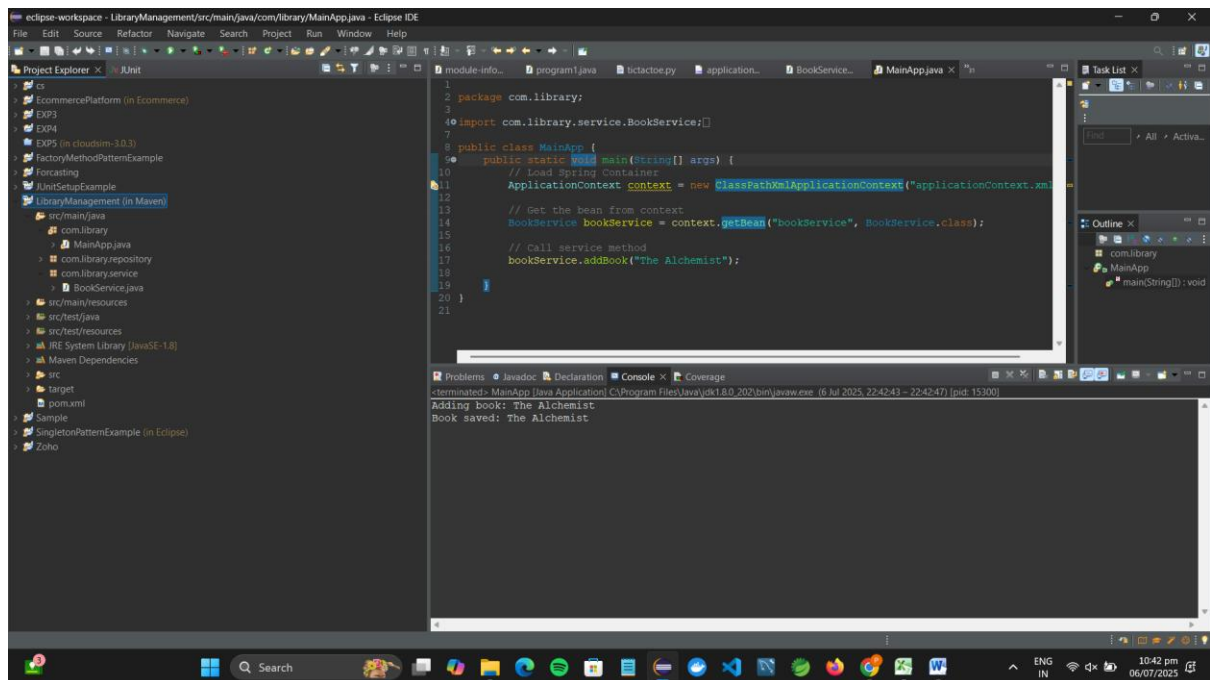 eclipse-workspace - LibraryManagement/src/main/java/com/library/MainApp.java - Eclipse IDE
File Edit Source Refactor Navigate Search Project Run Window Help
Project Explorer × JUnit
cs
EcommercePlatform (in Ecommerce)
EXP3
EXP4
EXP5 (in cloudsim-3.0.3)
FactoryMethodPatternExample
Forcasting
JUnitSetupExample
LibraryManagement (in Maven)
src/main/java
com.library
MainApp.java
com.library.repository
com.library.service
BookService.java
src/main/resources
src/test/java
src/test/resources
JRE System Library [JavaSE-1.8]
Maven Dependencies
src
target
pom.xml
Sample
SingletonPatternExample (in Eclipse)
Zoho
module-info... program1.java tictactoe.py application... BookService... MainApp.java ×
1
2 package com.library;
3
4 import com.library.service.BookService;
7
8 public class MainApp {
9 public static void main(String[] args) {
10 // Load Spring Container
11 ApplicationContext context = new ClassPathXmlApplicationContext("applicationContext.xml
12
13 // Get the bean from context
14 BookService bookService = context.getBean("bookService", BookService.class);
15
16 // Call service method
17 bookService.addBook("The Alchemist");
18
19 }
20 }
21
Task List ×
Find All Activa...
Outline ×
com.library
MainApp
main(String[]) : void
Problems Javadoc Declaration Console × Coverage
<terminated> MainApp [Java Application] C:\Program Files\Java\jdk1.8.0_202\bin\javaw.exe (6 Jul 2025, 22:42:43 – 22:42:47) [pid: 15300]
Adding book: The Alchemist
Book saved: The Alchemist
3
Search
ENG
IN
10:42 pm
06/07/2025